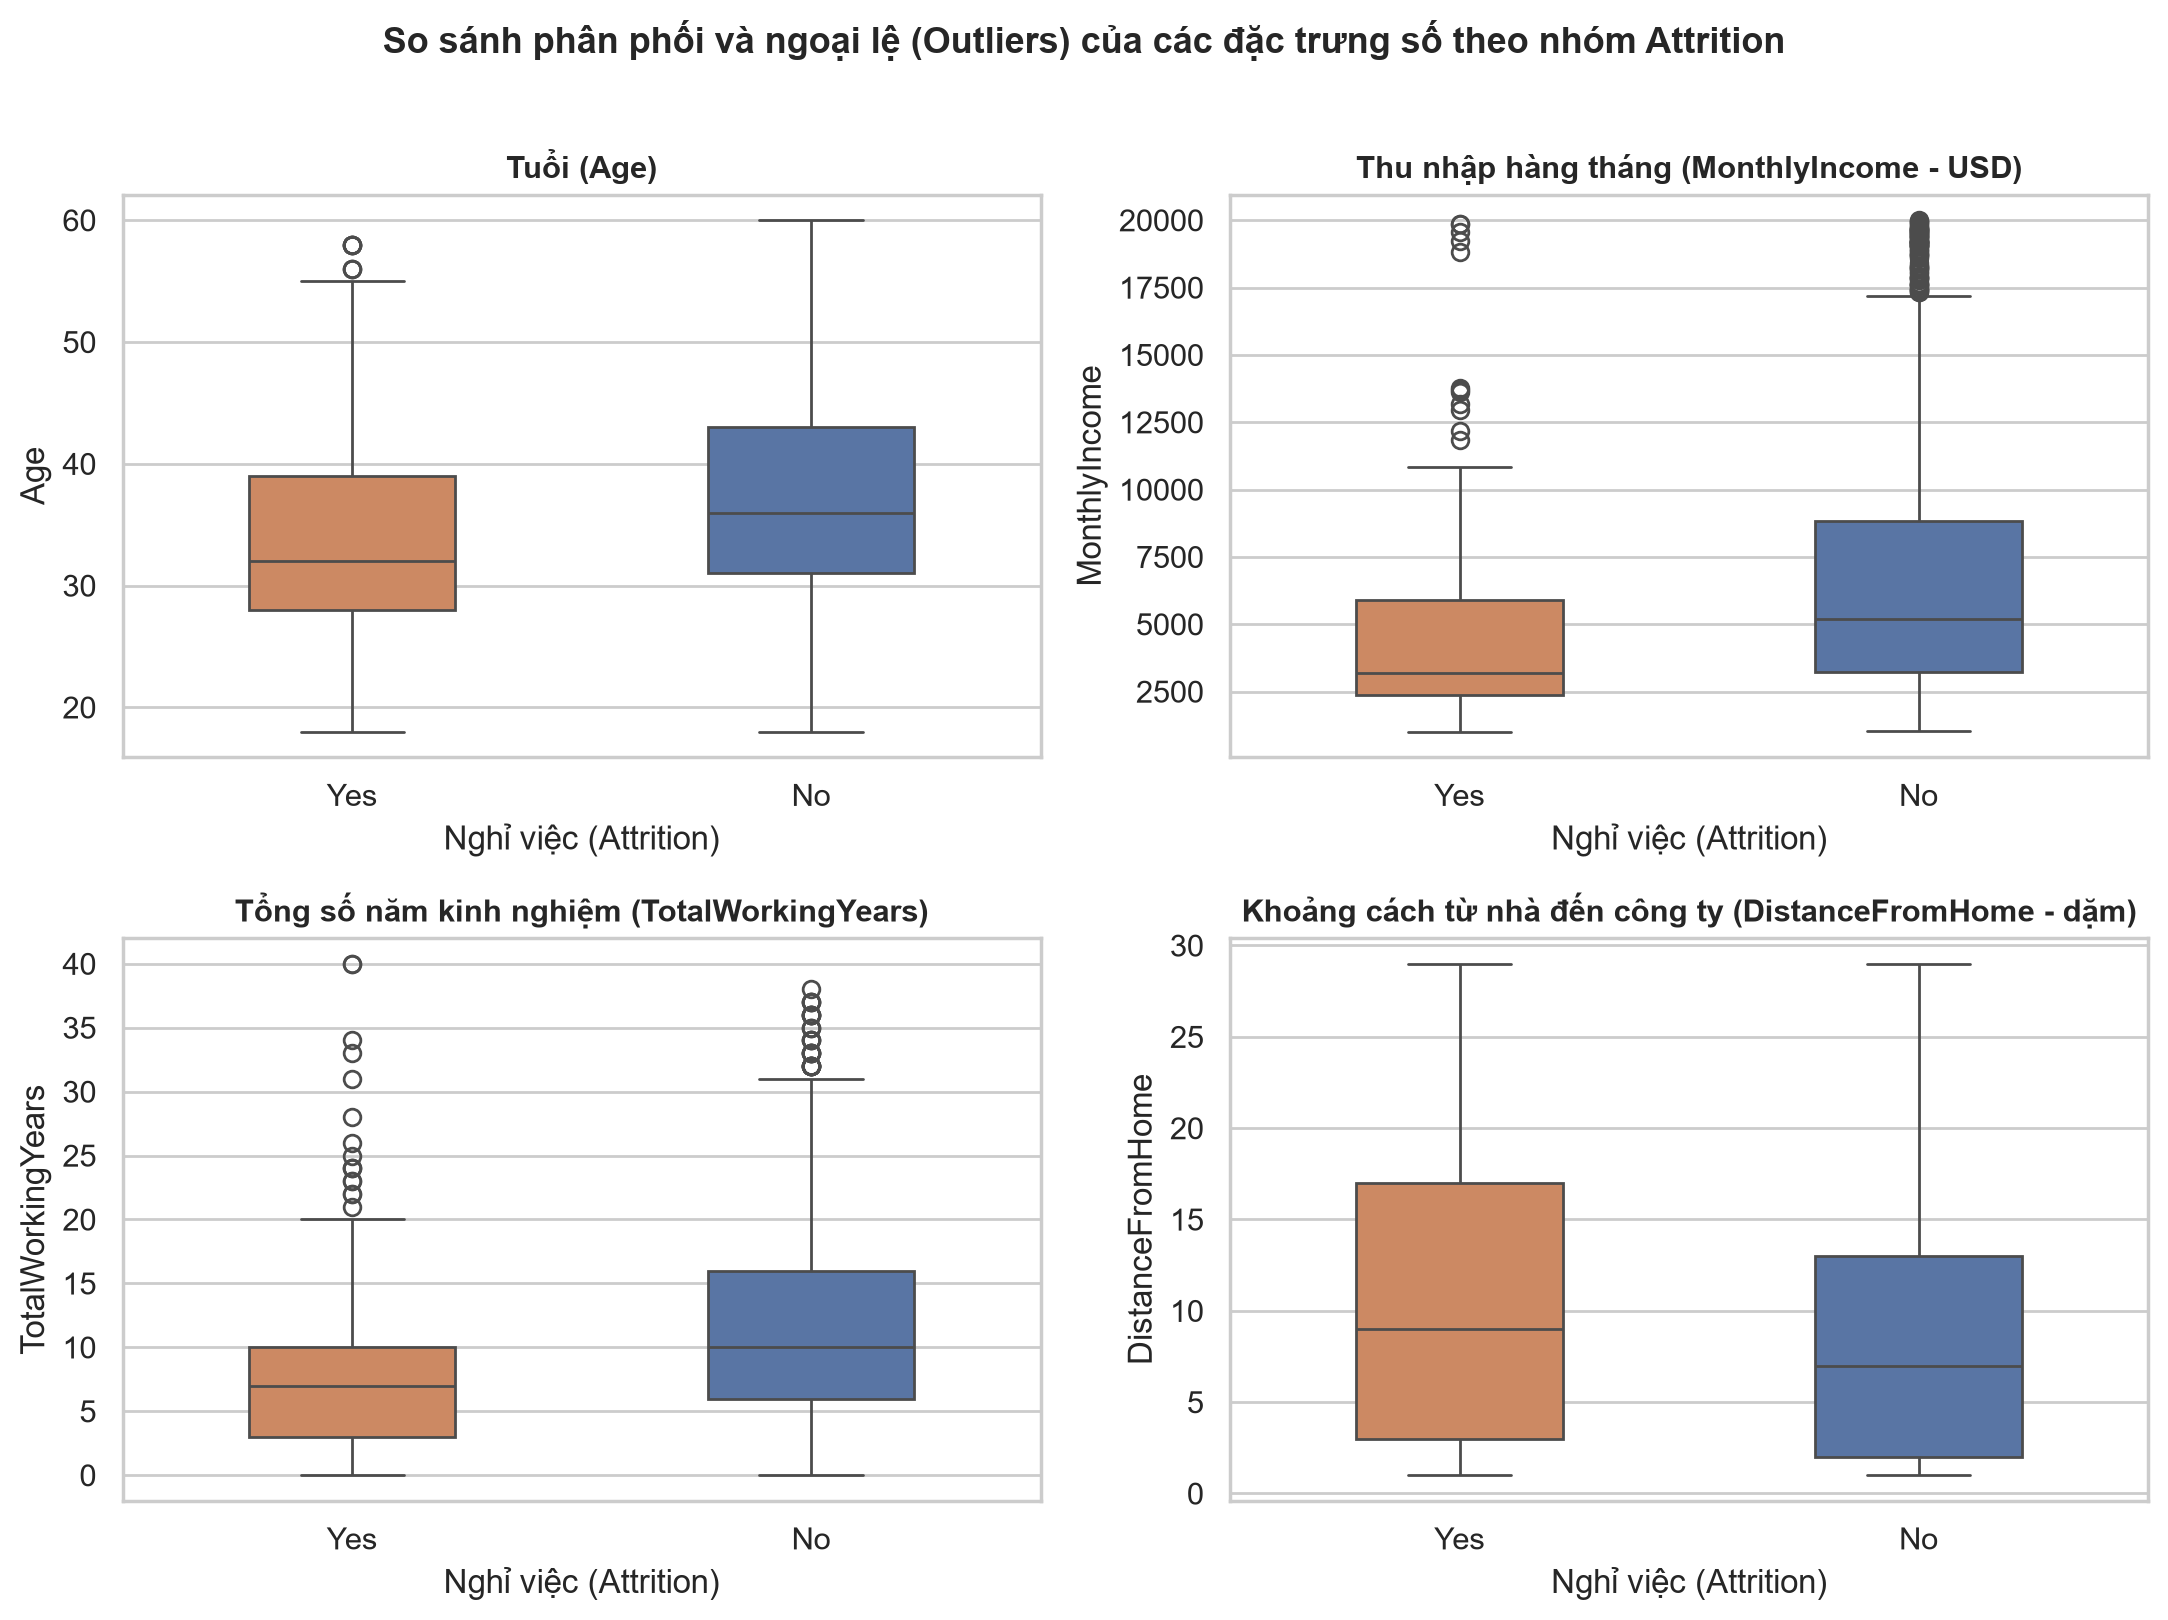 So sánh phân phối và ngoại lệ (Outliers) của các đặc trưng số theo nhóm Attrition
Tuổi (Age)
60
50
40
30
20
Age
Yes
No
Nghỉ việc (Attrition)
Thu nhập hàng tháng (MonthlyIncome - USD)
20000
17500
15000
12500
10000
7500
5000
2500
MonthlyIncome
Yes
No
Nghỉ việc (Attrition)
Tổng số năm kinh nghiệm (TotalWorkingYears)
40
35
30
25
20
15
10
5
0
TotalWorkingYears
Yes
No
Nghỉ việc (Attrition)
Khoảng cách từ nhà đến công ty (DistanceFromHome - dặm)
30
25
20
15
10
5
0
DistanceFromHome
Yes
No
Nghỉ việc (Attrition)